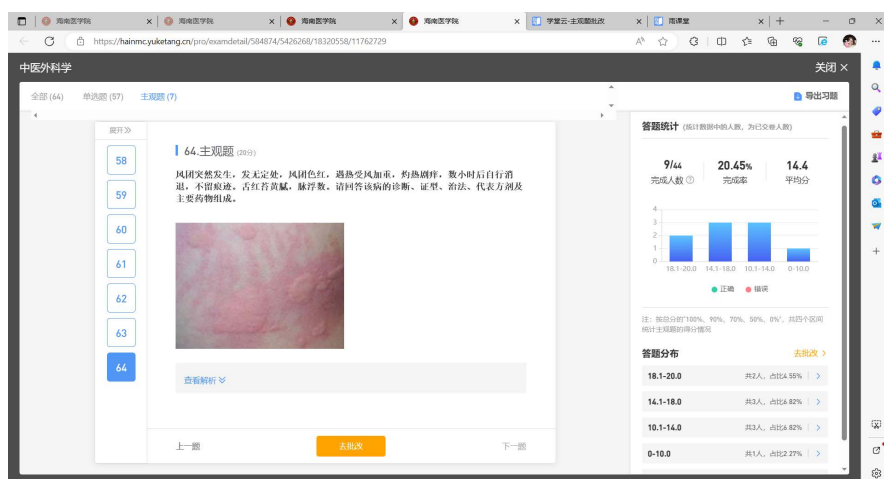 海南医学院
海南医学院
海南医学院
海南医学院
学堂云-主观题批改
雨课堂
https://hainmc.yuketang.cn/pro/examdetail/584874/5426268/18320558/11762729
中医外科学
关闭 ×
全部 (64) 单选题 (57) 主观题 (7)
导出习题
展开
58
59
60
61
62
63
64
64.主观题 (20分)
风团突然发生，发无定处，风团色红，遇热受风加重，灼热剧痒，数小时后自行消
退，不留痕迹。舌红苔黄腻，脉浮数。请回答该病的诊断、证型、治法、代表方剂及
主要药物组成。
查看解析
上一题
去批改
下一题
答题统计 (统计数据中的人数，为已交卷人数)
9/44 20.45% 14.4
完成人数 完成率 平均分
4
3
2
1
0
18.1-20.0 14.1-18.0 10.1-14.0 0-10.0
正确 错误
注：按总分的"100%、90%、70%、50%、0%"，共四个区间
统计主观题的得分情况
答题分布 去批改
18.1-20.0 共2人，占比4.55%
14.1-18.0 共3人，占比6.82%
10.1-14.0 共3人，占比6.82%
0-10.0 共1人，占比2.27%